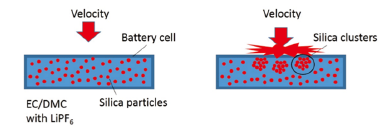 Velocity
Battery cell
EC/DMC
with LiPF₆
Silica particles
Velocity
Silica clusters